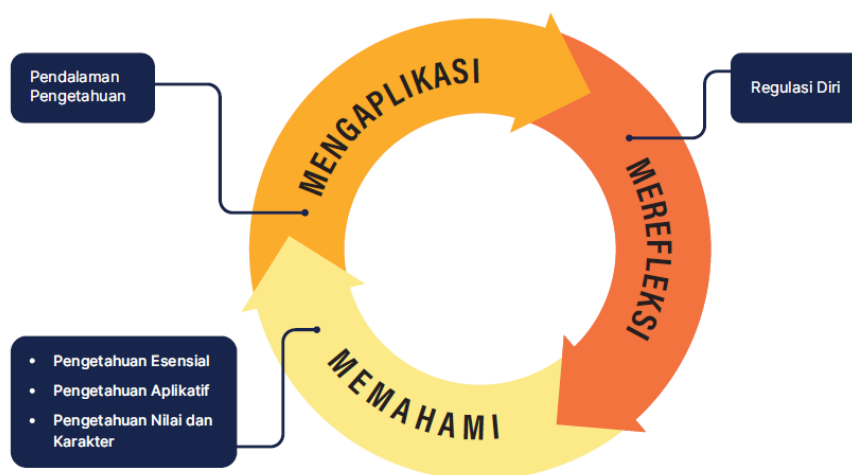 Pendalaman
Pengetahuan
MENGAPLIKASI
Regulasi Diri
MEREFLEKSI
• Pengetahuan Esensial
• Pengetahuan Aplikatif
• Pengetahuan Nilai dan
Karakter
MEMAHAMI